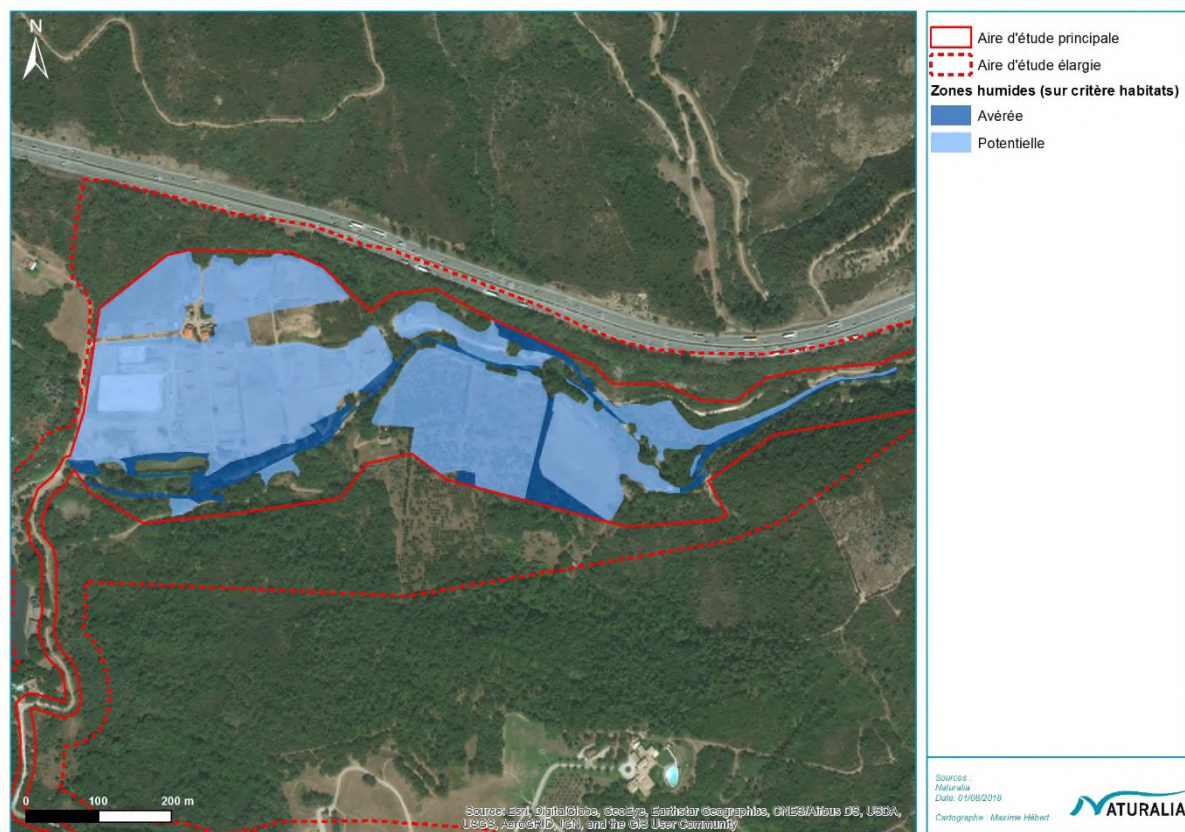 N
Aire d'étude principale
Aire d'étude élargie
Zones humides (sur critère habitats)
Avérée
Potentielle
0 100 200 m
Source: Esri, DigitalGlobe, GeoEye, Earthstar Geographics, CNES/Airbus DS, USDA,
USGS, AeroGRID, IGN, and the GIS User Community
Sources :
Naturalia
Date: 01/08/2018
Cartographe : Maxime Hébert
NATURALIA